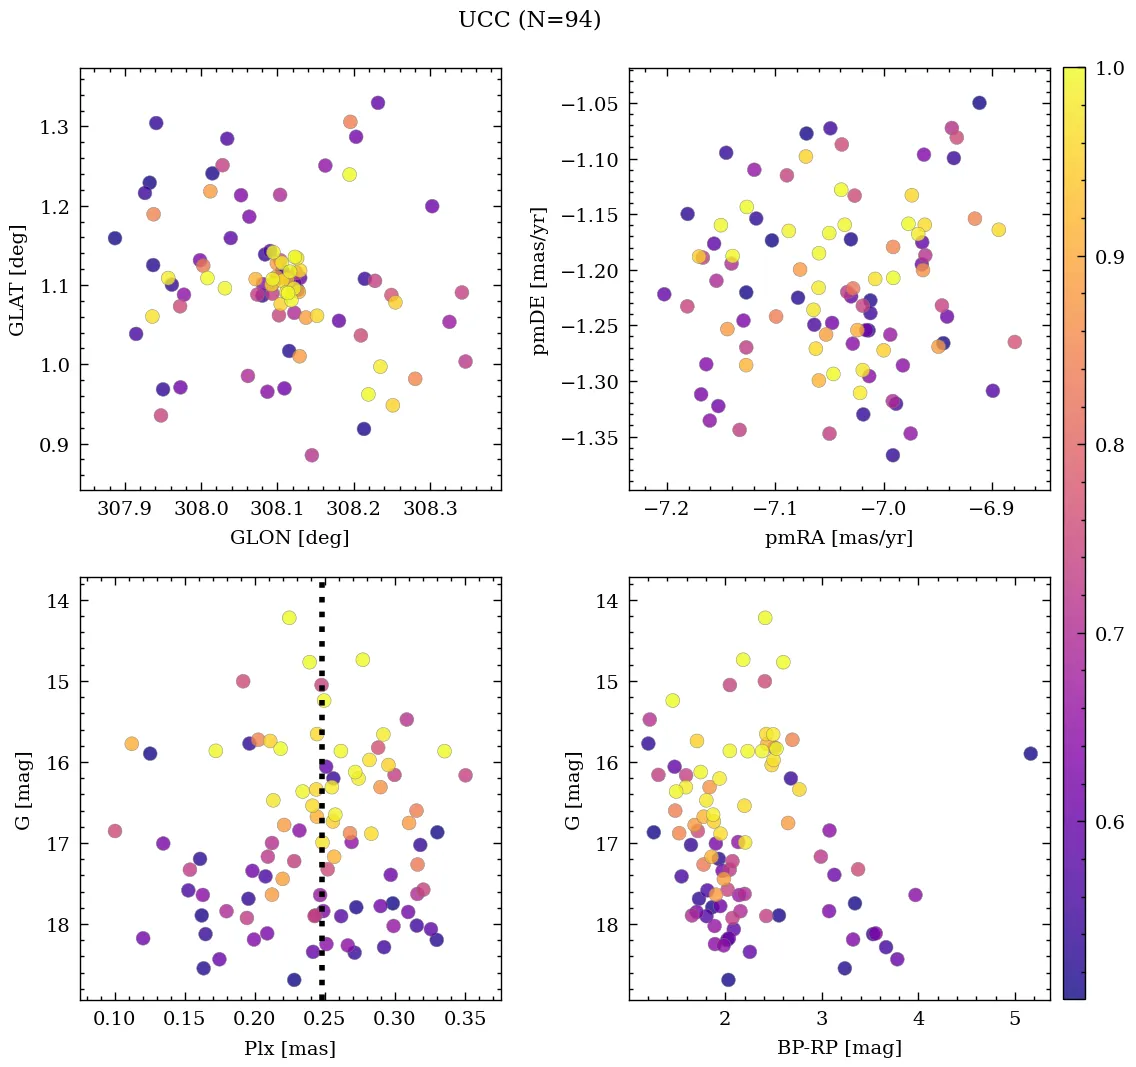 UCC (N=94)
1.3
1.2
1.1
1.0
0.9
GLAT [deg]
307.9 308.0 308.1 308.2 308.3
GLON [deg]
−1.05
−1.10
−1.15
−1.20
−1.25
−1.30
−1.35
pmDE [mas/yr]
−7.2 −7.1 −7.0 −6.9
pmRA [mas/yr]
1.0
0.9
0.8
0.7
0.6
14
15
16
17
18
G [mag]
0.10 0.15 0.20 0.25 0.30 0.35
Plx [mas]
14
15
16
17
18
G [mag]
2 3 4 5
BP-RP [mag]